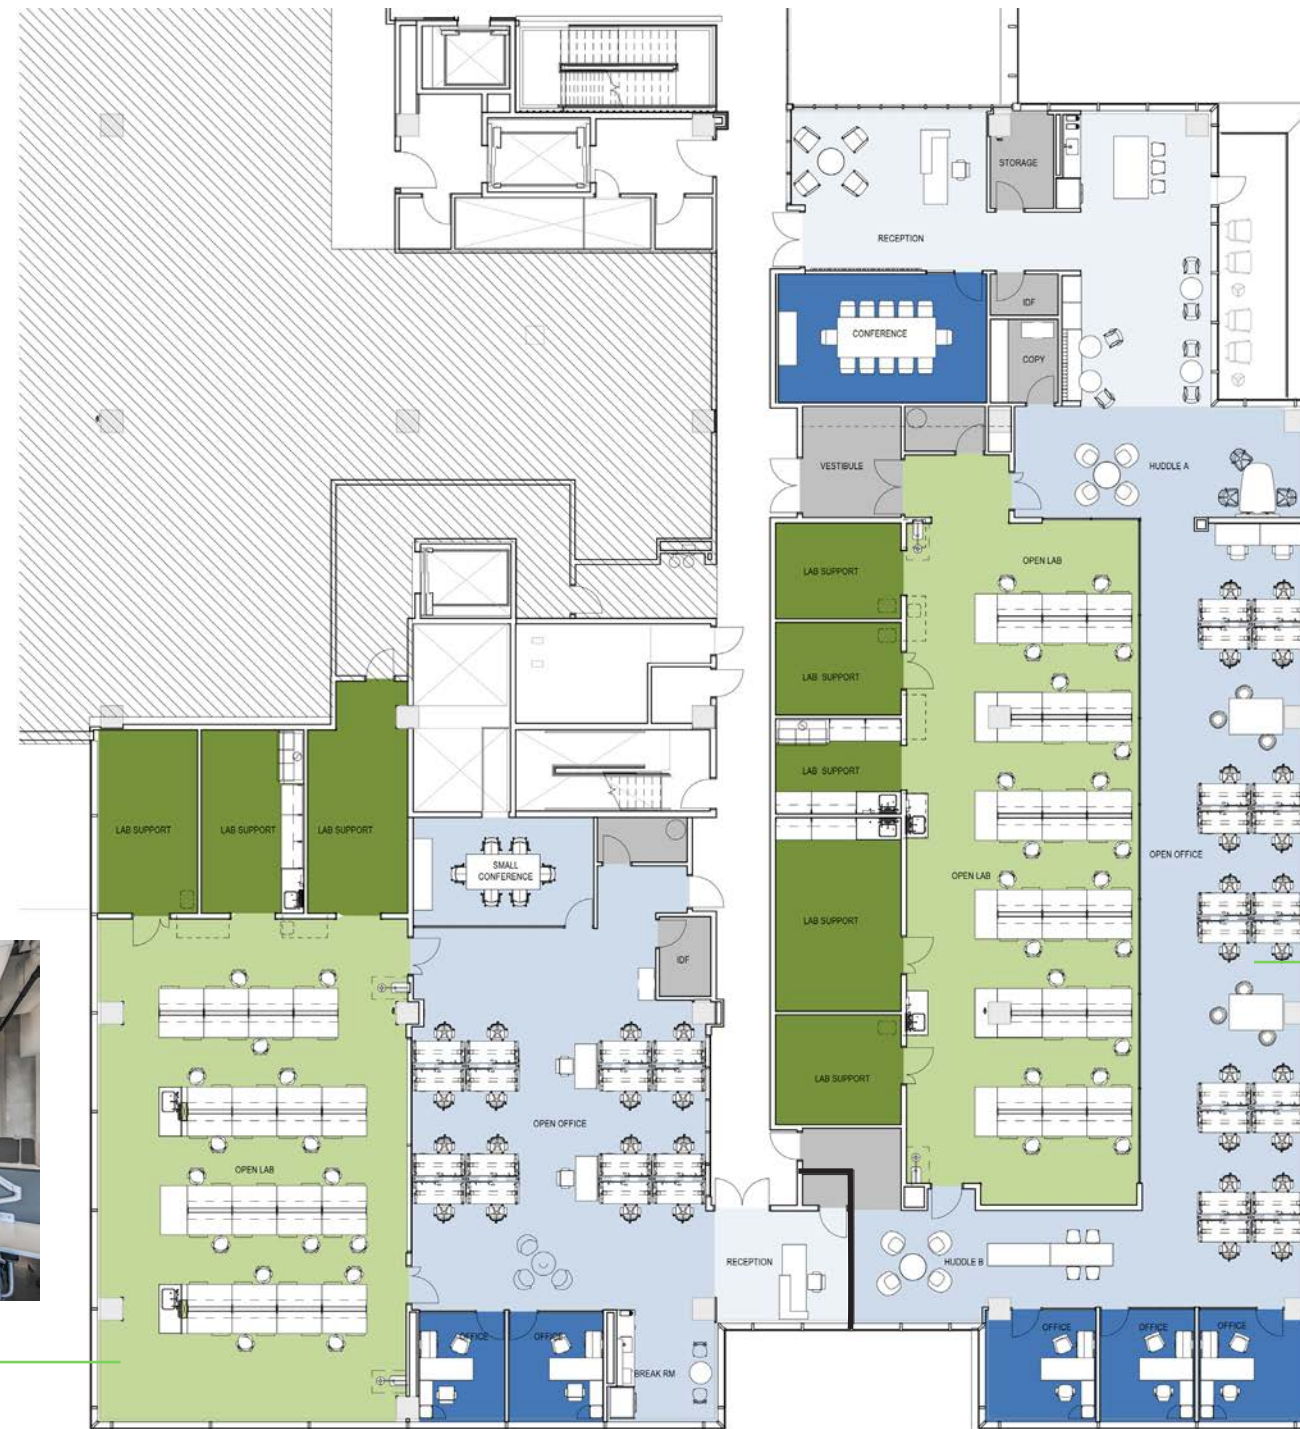 STORAGE
RECEPTION
IDF
CONFERENCE
COPY
VESTIBULE
HUDDLE A
LAB SUPPORT
OPEN LAB
LAB SUPPORT
LAB SUPPORT
LAB SUPPORT
LAB SUPPORT
LAB SUPPORT
SMALL
CONFERENCE
OPEN OFFICE
OPEN LAB
LAB SUPPORT
IDF
LAB SUPPORT
OPEN OFFICE
OPEN LAB
RECEPTION
HUDDLE B
OFFICE
OFFICE
OFFICE
OFFICE
OFFICE
BREAK RM